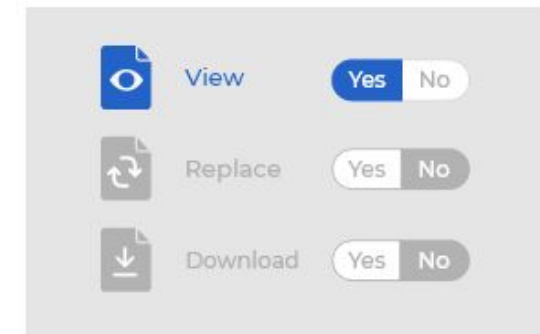 View Yes No
Replace Yes No
Download Yes No